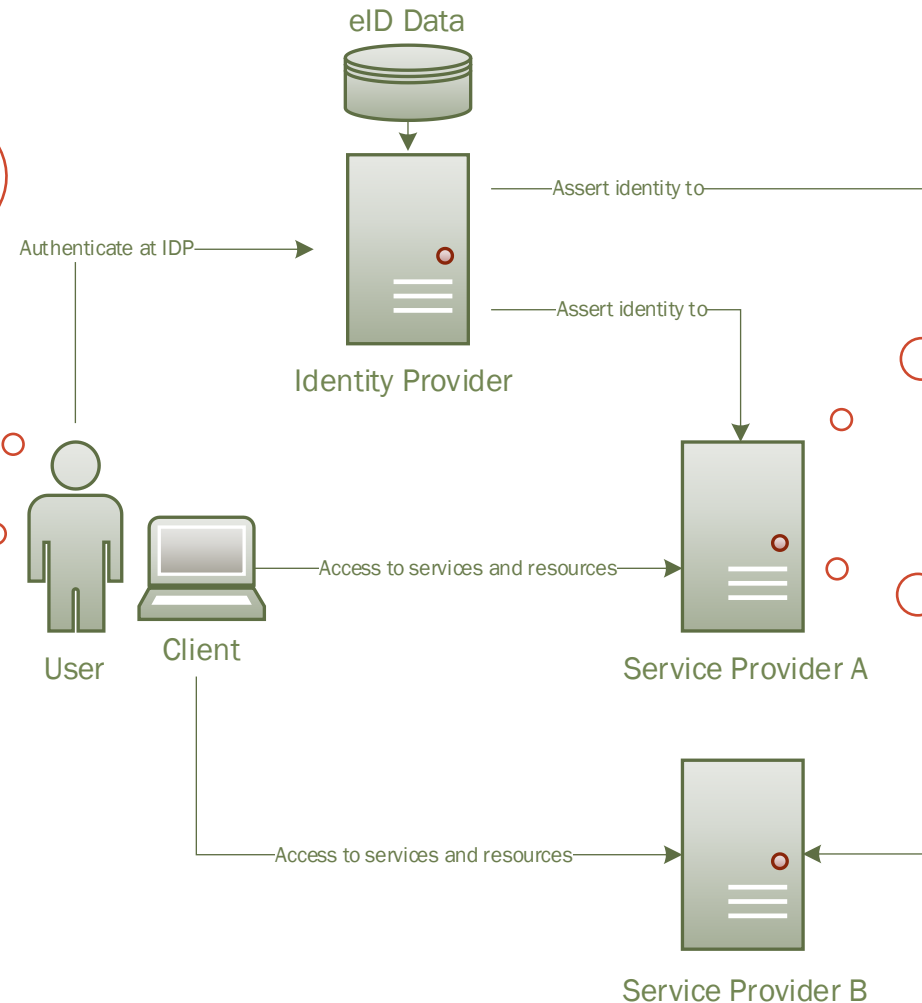 eID Data
Assert identity to
Authenticate at IDP
Assert identity to
Identity Provider
Access to services and resources
Client
User
Service Provider A
Access to services and resources
Service Provider B